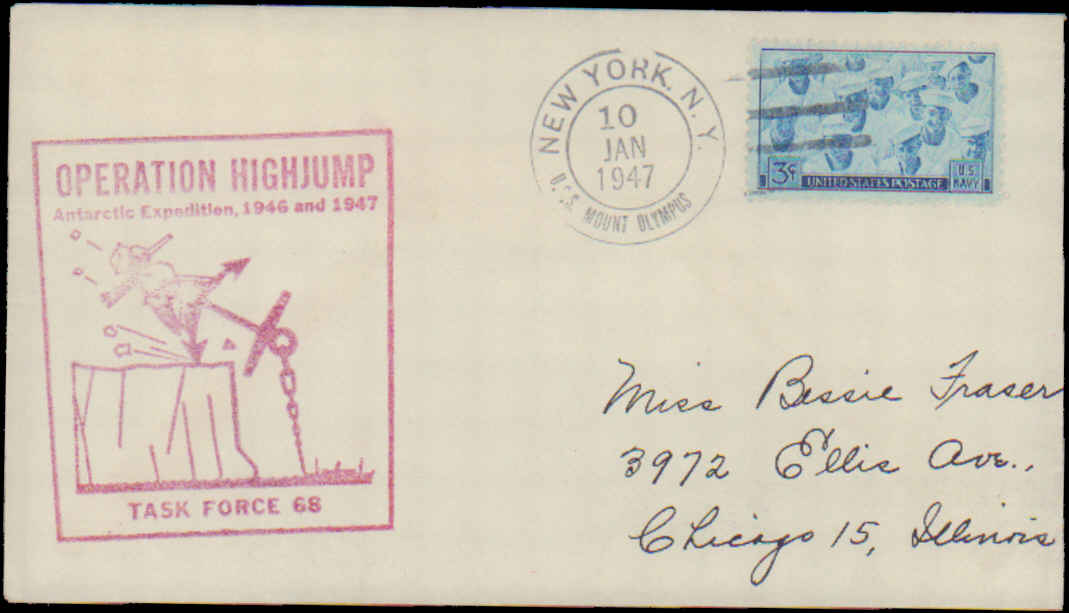 OPERATION HIGHJUMP
Antarctic Expedition, 1946 and 1947
TASK FORCE 68
NEW YORK, N.Y.
10
JAN
1947
U.S.S. MOUNT OLYMPUS
3¢
UNITED STATES POSTAGE
U.S.
NAVY
Miss Bessie Fraser
3972 Ellis Ave.,
Chicago 15, Illinois